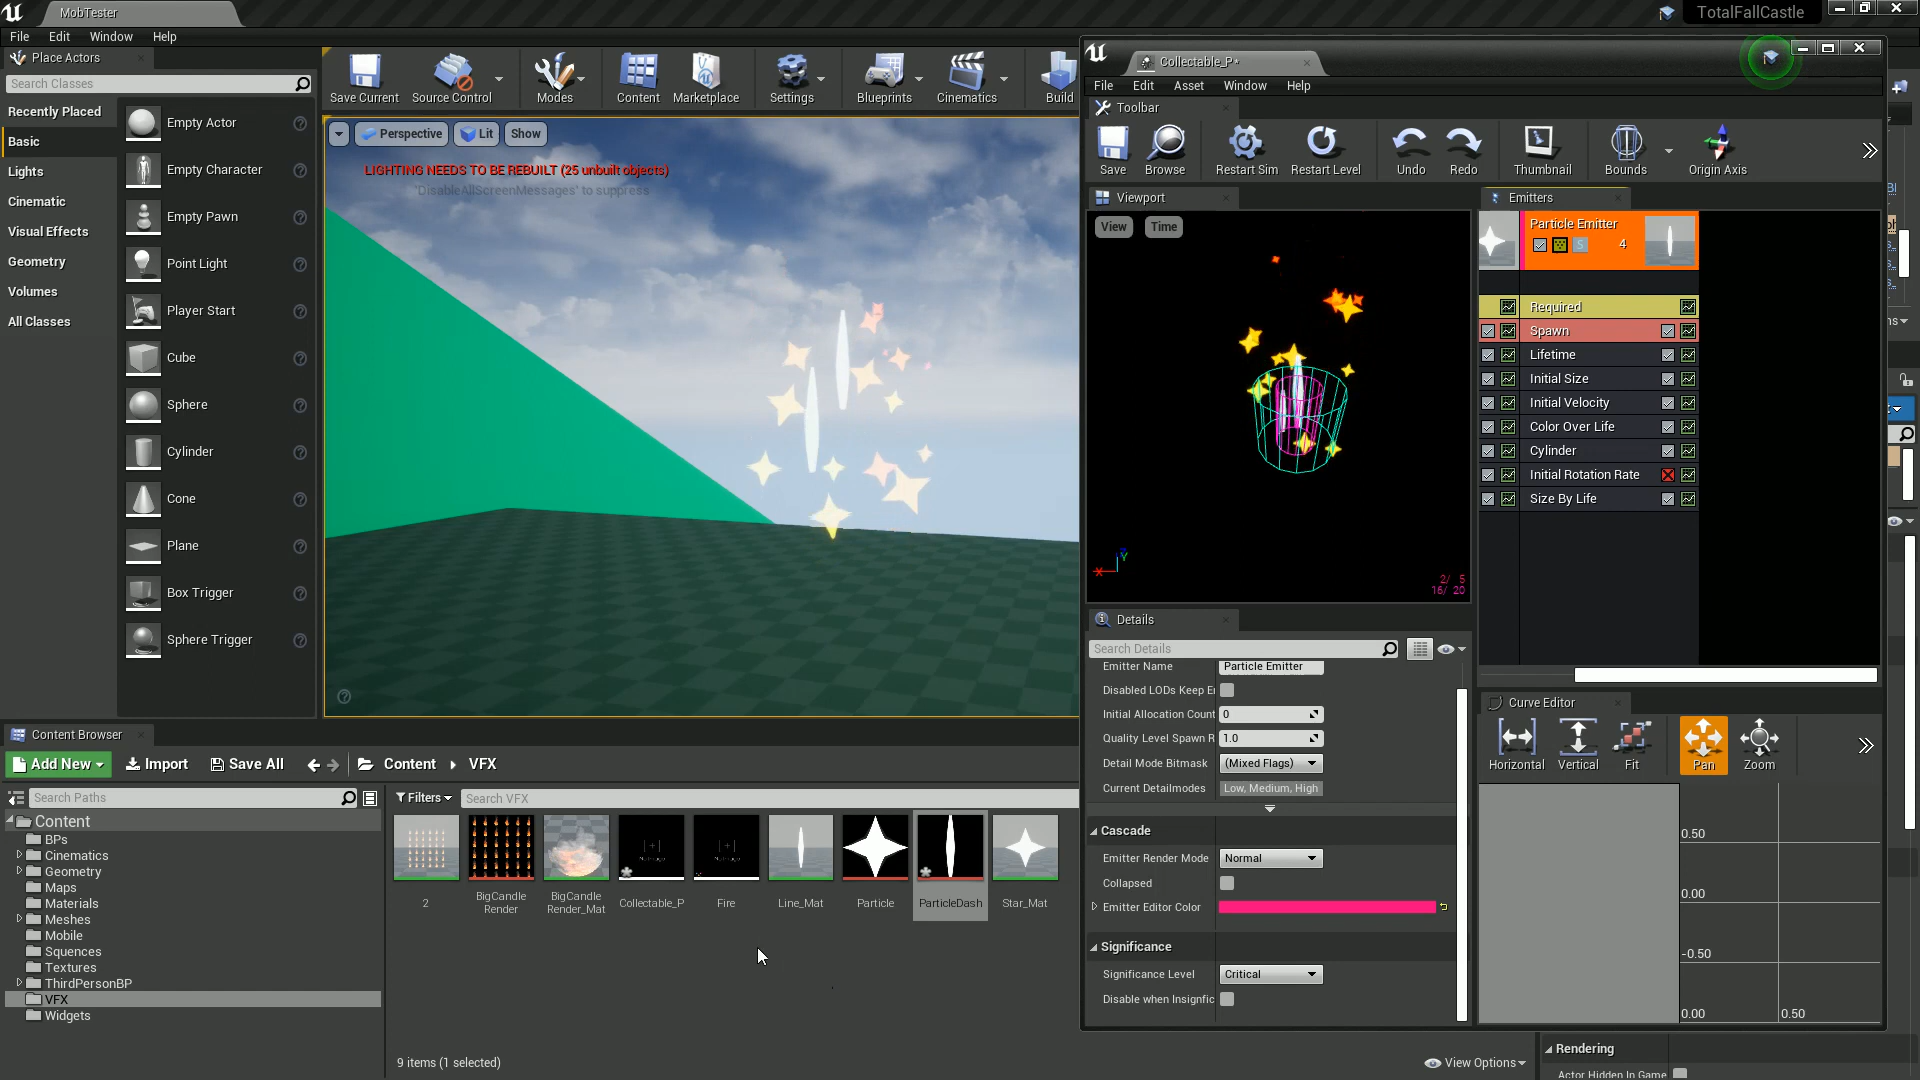 MobTester
TotalFallCastle
File Edit Window Help
Place Actors
Search Classes
Recently Placed
Basic
Lights
Cinematic
Visual Effects
Geometry
Volumes
All Classes
Empty Actor
Empty Character
Empty Pawn
Point Light
Player Start
Cube
Sphere
Cylinder
Cone
Plane
Box Trigger
Sphere Trigger
Save Current Source Control Modes Content Marketplace Settings Blueprints Cinematics Build
Perspective Lit Show
LIGHTING NEEDS TO BE REBUILT (25 unbuilt objects)
'DisableAllScreenMessages' to suppress
Collectable_P*
File Edit Asset Window Help
Toolbar
Save Browse Restart Sim Restart Level Undo Redo Thumbnail Bounds Origin Axis
Viewport
View Time
X Y
2/ 5
16/ 20
Emitters
Particle Emitter
S 4
Required
Spawn
Lifetime
Initial Size
Initial Velocity
Color Over Life
Cylinder
Initial Rotation Rate
Size By Life
Details
Search Details
Emitter Name Particle Emitter
Disabled LODs Keep E
Initial Allocation Count 0
Quality Level Spawn R 1.0
Detail Mode Bitmask (Mixed Flags)
Current Detailmodes Low, Medium, High
Cascade
Emitter Render Mode Normal
Collapsed
Emitter Editor Color
Significance
Significance Level Critical
Disable when Insignfic
Curve Editor
Horizontal Vertical Fit Pan Zoom
0.50
0.00
-0.50
0.00 0.50
Content Browser
Add New Import Save All Content VFX
Search Paths
Filters Search VFX
Content
BPs
Cinematics
Geometry
Maps
Materials
Meshes
Mobile
Squences
Textures
ThirdPersonBP
VFX
Widgets
2
BigCandle
Render
BigCandle
Render_Mat
Collectable_P
Fire
Line_Mat
Particle
ParticleDash
Star_Mat
9 items (1 selected)
View Options
Rendering
Actor Hidden In Game